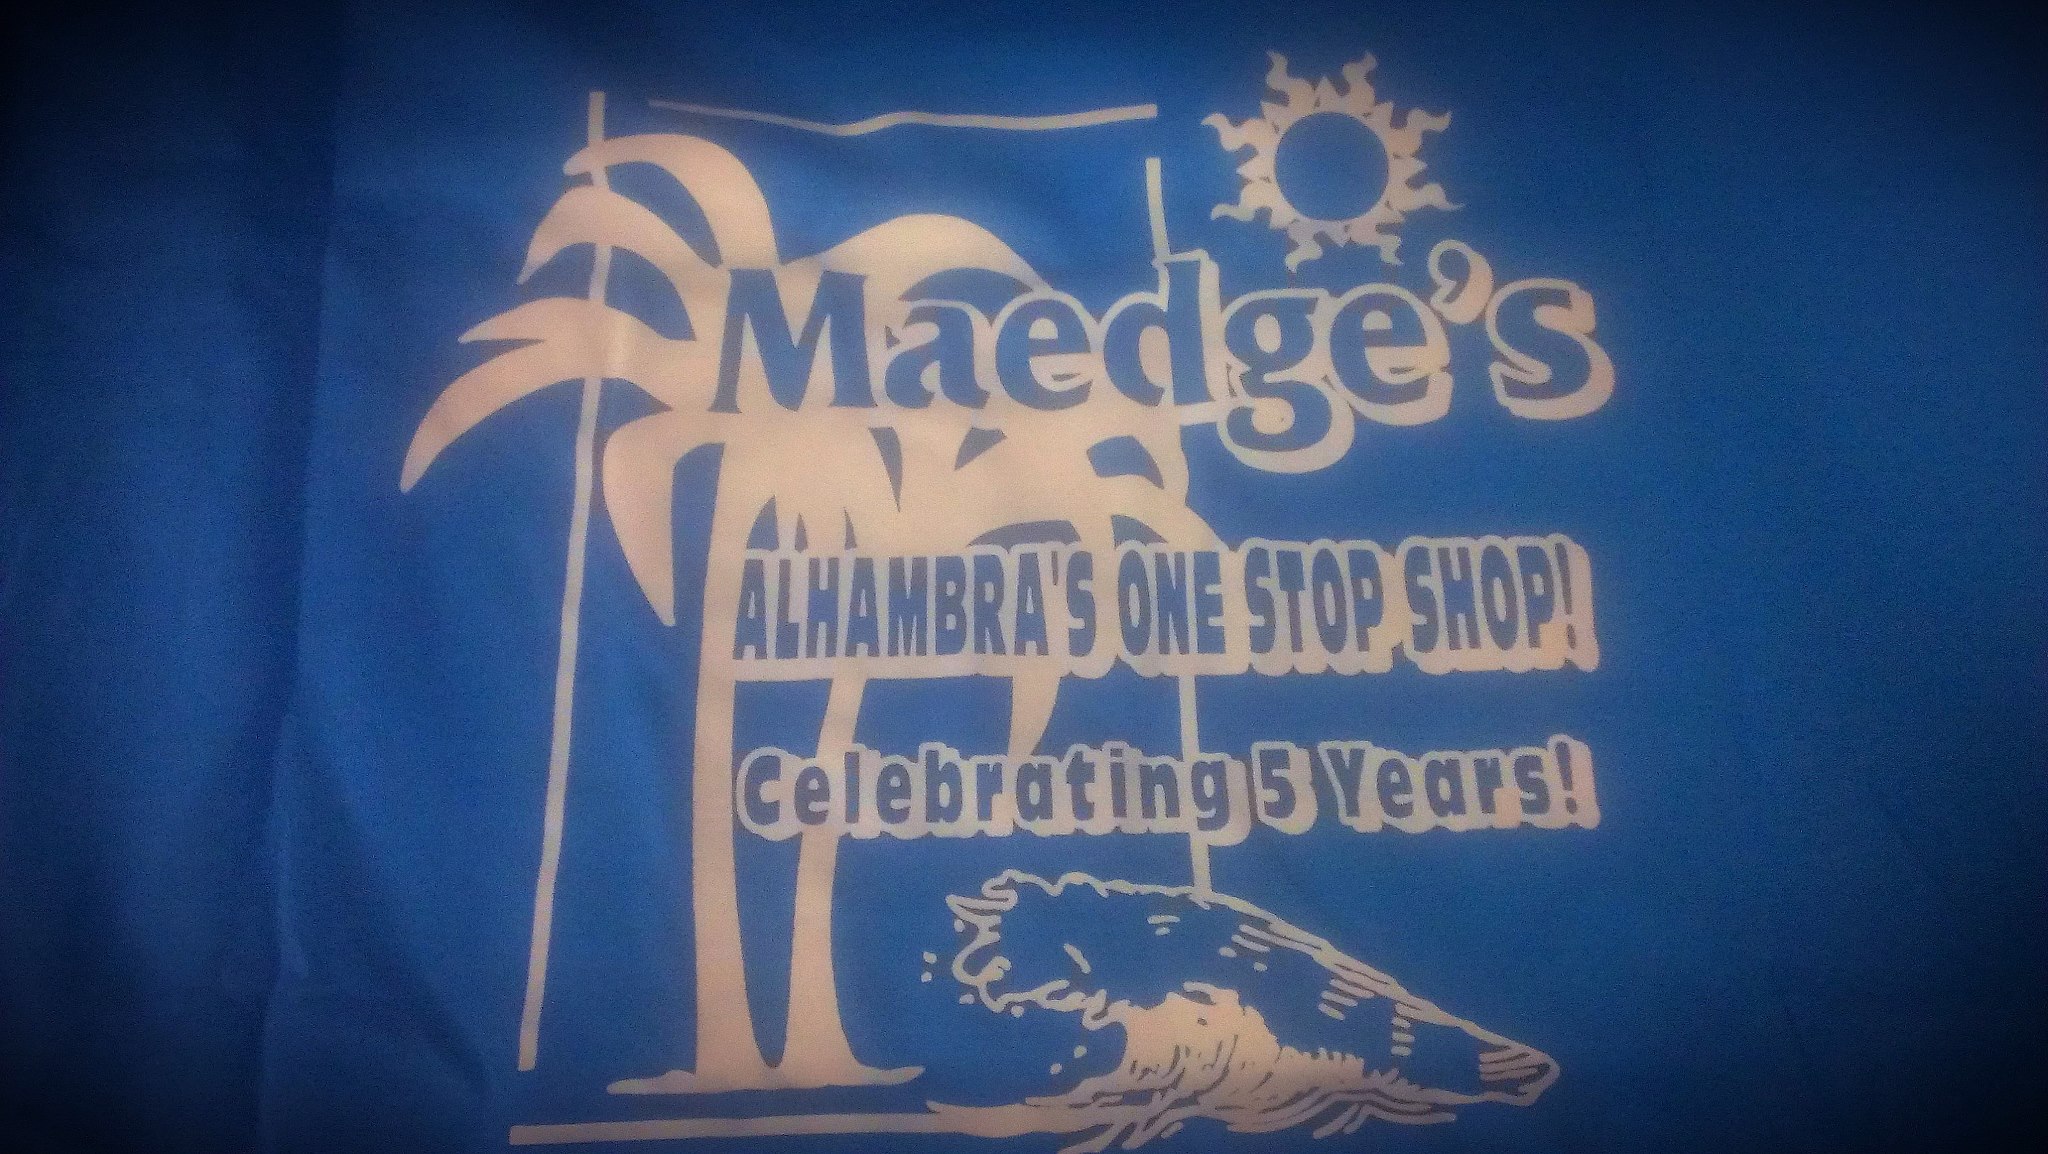 Maedge's
ALHAMBRA'S ONE STOP SHOP!
Celebrating 5 Years!